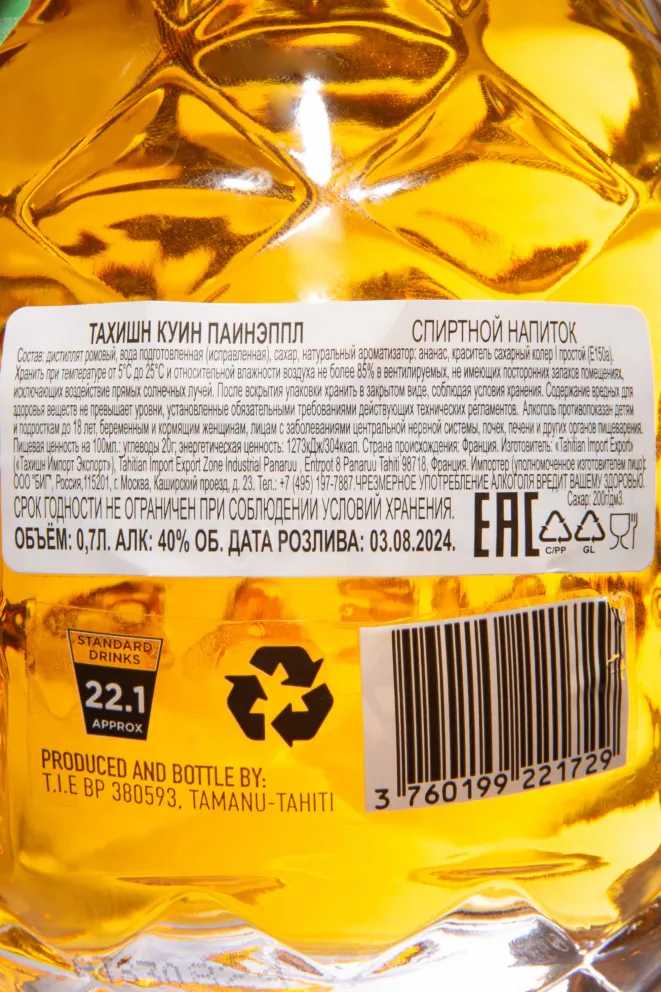 ТАХИШН КУИН ПАИНЭППЛ СПИРТНОЙ НАПИТОК
Состав: дистиллят ромовый, вода подготовленная (исправленная), сахар, натуральный ароматизатор: ананас, краситель сахарный колер I простой (Е150а).
Хранить при температуре от 5°С до 25°С и относительной влажности воздуха не более 85% в вентилируемых, не имеющих посторонних запахов помещениях,
исключающих воздействие прямых солнечных лучей. После вскрытия упаковки хранить в закрытом виде, соблюдая условия хранения. Содержание вредных для
здоровья веществ не превышает уровни, установленные обязательными требованиями действующих технических регламентов. Алкоголь противопоказан детям
и подросткам до 18 лет, беременным и кормящим женщинам, лицам с заболеваниями центральной нервной системы, почек, печени и других органов пищеварения.
Пищевая ценность на 100мл.: углеводы 20г; энергетическая ценность: 1273кДж/304ккал. Страна происхождения: Франция. Изготовитель: «Tahitian Import Export»
(«Тахишн Импорт Экспорт»), Tahitian Import Export Zone Industrial Panaruu , Entrpot 8 Panaruu Tahiti 98718. Франция. Импортер (уполномоченное изготовителем лицо):
ООО "БИГ", Россия,115201, г. Москва, Каширский проезд, д. 23. Тел.: +7 (495) 197-7887.ЧРЕЗМЕРНОЕ УПОТРЕБЛЕНИЕ АЛКОГОЛЯ ВРЕДИТ ВАШЕМУ ЗДОРОВЬЮ.
Сахар: 200г/дм3.
СРОК ГОДНОСТИ НЕ ОГРАНИЧЕН ПРИ СОБЛЮДЕНИИ УСЛОВИЙ ХРАНЕНИЯ.
ОБЪЁМ: 0,7Л. АЛК: 40% ОБ. ДАТА РОЗЛИВА: 03.08.2024.
EAC
C/PP GL
STANDARD
DRINKS
22.1
APPROX
PRODUCED AND BOTTLE BY:
T.I.E BP 380593, TAMANU-TAHITI
3 760199 221729